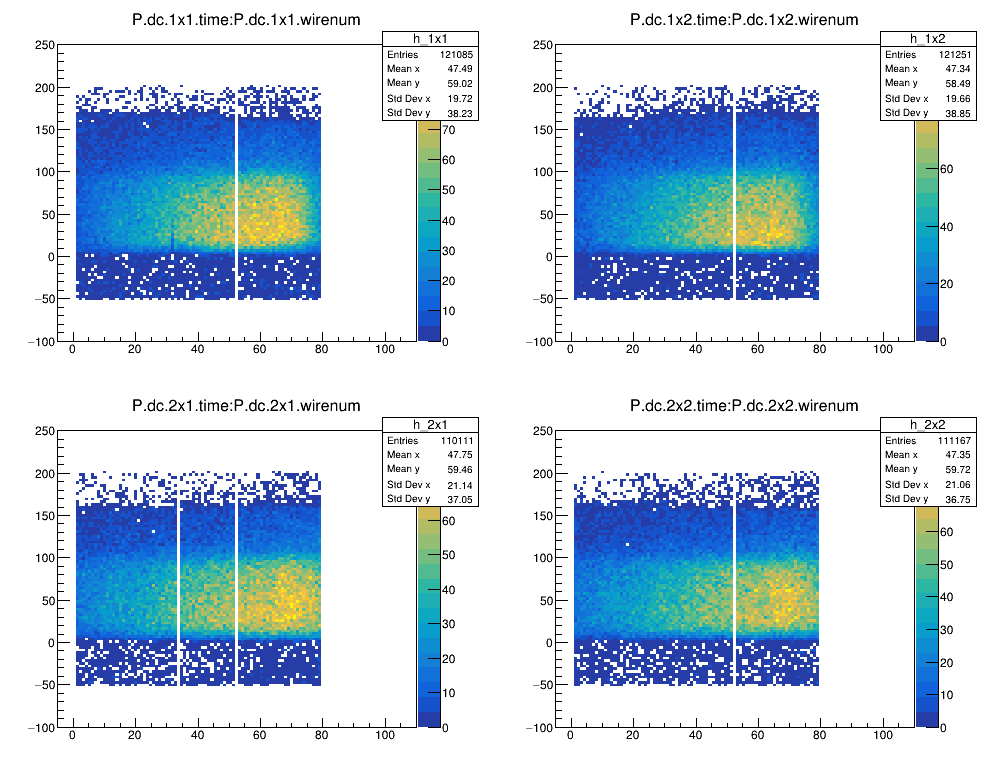 P.dc.1x1.time:P.dc.1x1.wirenum
h_1x1
Entries 121085
Mean x 47.49
Mean y 59.02
Std Dev x 19.72
Std Dev y 38.23
250
200
150
100
50
0
−50
−100
0 20 40 60 80 100
70
60
50
40
30
20
10
0
P.dc.1x2.time:P.dc.1x2.wirenum
h_1x2
Entries 121251
Mean x 47.34
Mean y 58.49
Std Dev x 19.66
Std Dev y 38.85
250
200
150
100
50
0
−50
−100
0 20 40 60 80 100
60
40
20
0
P.dc.2x1.time:P.dc.2x1.wirenum
h_2x1
Entries 110111
Mean x 47.75
Mean y 59.46
Std Dev x 21.14
Std Dev y 37.05
250
200
150
100
50
0
−50
−100
0 20 40 60 80 100
60
50
40
30
20
10
0
P.dc.2x2.time:P.dc.2x2.wirenum
h_2x2
Entries 111167
Mean x 47.35
Mean y 59.72
Std Dev x 21.06
Std Dev y 36.75
250
200
150
100
50
0
−50
−100
0 20 40 60 80 100
60
50
40
30
20
10
0